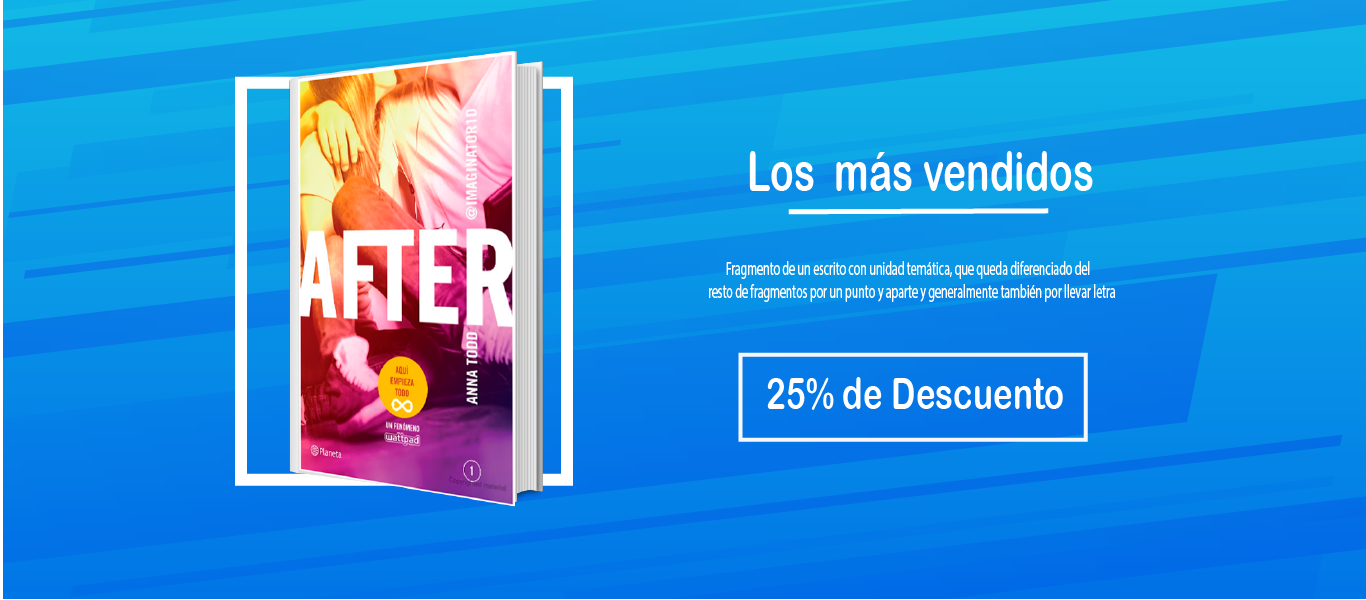 @IMAGINATOR1D
AFTER
ANNA TODD
AQUÍ
EMPIEZA
TODO
UN FENÓMENO
wattpad
Planeta
1
Los más vendidos
Fragmento de un escrito con unidad temática, que queda diferenciado del
resto de fragmentos por un punto y aparte y generalmente también por llevar letra
25% de Descuento